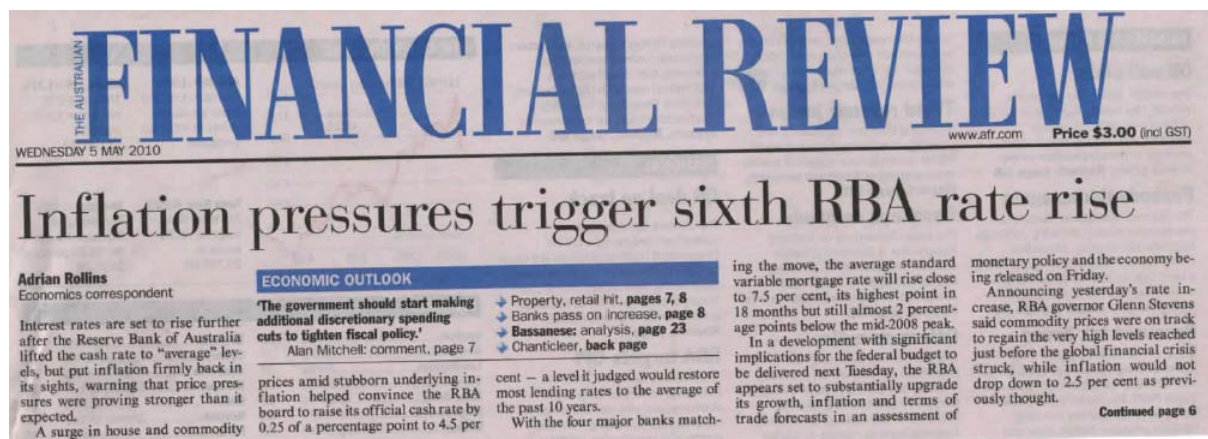 THE AUSTRALIAN
FINANCIAL REVIEW
www.afr.com Price $3.00 (incl GST)
WEDNESDAY 5 MAY 2010
Inflation pressures trigger sixth RBA rate rise
Adrian Rollins
Economics correspondent
Interest rates are set to rise further
after the Reserve Bank of Australia
lifted the cash rate to “average” lev-
els, but put inflation firmly back in
its sights, warning that price pres-
sures were proving stronger than it
expected.
A surge in house and commodity
ECONOMIC OUTLOOK
‘The government should start making
additional discretionary spending
cuts to tighten fiscal policy.’
Alan Mitchell: comment, page 7
Property, retail hit, pages 7, 8
Banks pass on increase, page 8
Bassanese: analysis, page 23
Chanticleer, back page
prices amid stubborn underlying in-
flation helped convince the RBA
board to raise its official cash rate by
0.25 of a percentage point to 4.5 per
cent — a level it judged would restore
most lending rates to the average of
the past 10 years.
With the four major banks match-
ing the move, the average standard
variable mortgage rate will rise close
to 7.5 per cent, its highest point in
18 months but still almost 2 percent-
age points below the mid-2008 peak.
In a development with significant
implications for the federal budget to
be delivered next Tuesday, the RBA
appears set to substantially upgrade
its growth, inflation and terms of
trade forecasts in an assessment of
monetary policy and the economy be-
ing released on Friday.
Announcing yesterday's rate in-
crease, RBA governor Glenn Stevens
said commodity prices were on track
to regain the very high levels reached
just before the global financial crisis
struck, while inflation would not
drop down to 2.5 per cent as previ-
ously thought.
Continued page 6